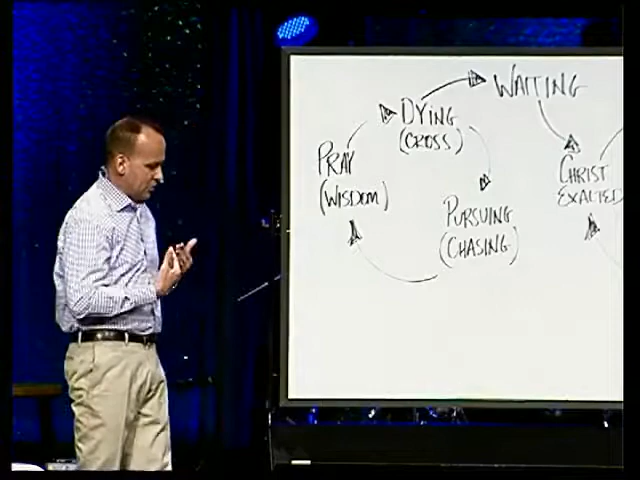 WAITING
DYING
(CROSS)
PRAY
(WISDOM)
CHRIST
EXALTED
PURSUING
(CHASING)